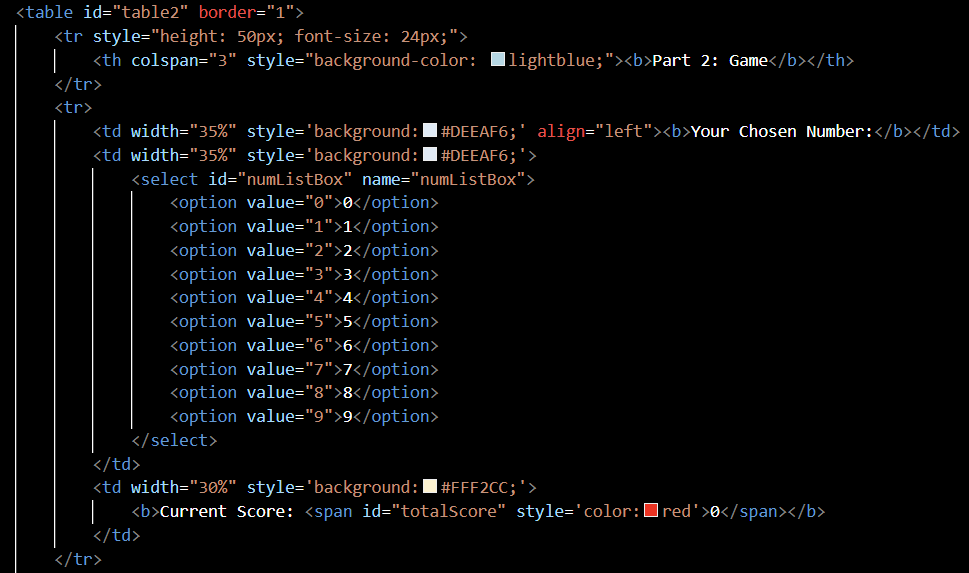 <table id="table2" border="1">
<tr style="height: 50px; font-size: 24px;">
<th colspan="3" style="background-color: lightblue;"><b>Part 2: Game</b></th>
</tr>
<tr>
<td width="35%" style='background:#DEEAF6;' align="left"><b>Your Chosen Number:</b></td>
<td width="35%" style='background:#DEEAF6;'>
<select id="numListBox" name="numListBox">
<option value="0">0</option>
<option value="1">1</option>
<option value="2">2</option>
<option value="3">3</option>
<option value="4">4</option>
<option value="5">5</option>
<option value="6">6</option>
<option value="7">7</option>
<option value="8">8</option>
<option value="9">9</option>
</select>
</td>
<td width="30%" style='background:#FFF2CC;'>
<b>Current Score: <span id="totalScore" style='color:red'>0</span></b>
</td>
</tr>